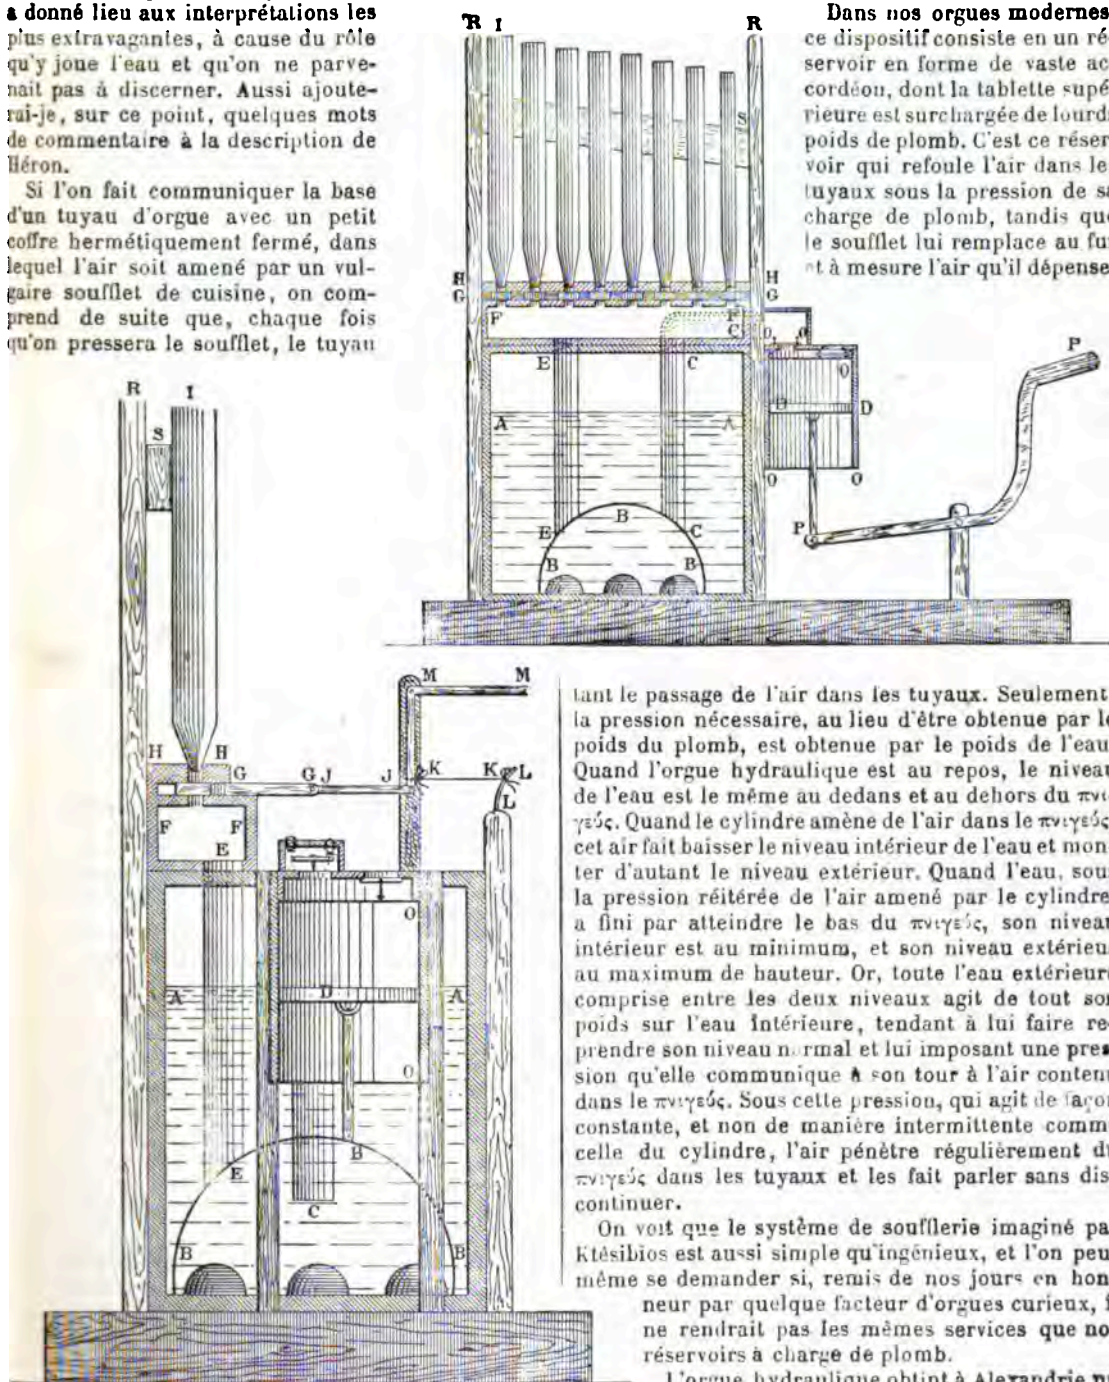 a donné lieu aux interprétations les
plus extravagantes, à cause du rôle
qu'y joue l'eau et qu'on ne parve-
nait pas à discerner. Aussi ajoute-
rai-je, sur ce point, quelques mots
de commentaire à la description de
Héron.
Si l'on fait communiquer la base
d'un tuyau d'orgue avec un petit
coffre hermétiquement fermé, dans
lequel l'air soit amené par un vul-
gaire soufflet de cuisine, on com-
prend de suite que, chaque fois
qu'on pressera le soufflet, le tuyau
R I R
S
H H
G G
F F
C
E C
O, O
O
D D
A A
O O
B
E C
B B
P
P
Dans nos orgues modernes
ce dispositif consiste en un ré
servoir en forme de vaste ac
cordéon, dont la tablette supé
rieure est surchargée de lourds
poids de plomb. C'est ce réser
voir qui refoule l'air dans le
tuyaux sous la pression de sa
charge de plomb, tandis que
le soufflet lui remplace au fur
et à mesure l'air qu'il dépense
R I
S
M M
H H
G G J J K K L
L
F F
E
O
A D A
O
B
E
C
B B
tant le passage de l'air dans les tuyaux. Seulement
la pression nécessaire, au lieu d'être obtenue par le
poids du plomb, est obtenue par le poids de l'eau
Quand l'orgue hydraulique est au repos, le niveau
de l'eau est le même au dedans et au dehors du πνι
γεύς. Quand le cylindre amène de l'air dans le πνιγεύς
cet air fait baisser le niveau intérieur de l'eau et mon
ter d'autant le niveau extérieur. Quand l'eau, sous
la pression réitérée de l'air amené par le cylindre
a fini par atteindre le bas du πνιγεύς, son niveau
intérieur est au minimum, et son niveau extérieur
au maximum de hauteur. Or, toute l'eau extérieure
comprise entre les deux niveaux agit de tout son
poids sur l'eau intérieure, tendant à lui faire re
prendre son niveau normal et lui imposant une pres
sion qu'elle communique à son tour à l'air contenu
dans le πνιγεύς. Sous cette pression, qui agit de façon
constante, et non de manière intermittente comme
celle du cylindre, l'air pénètre régulièrement du
πνιγεύς dans les tuyaux et les fait parler sans dis
continuer.
On voit que le système de soufflerie imaginé pa
Ktésibios est aussi simple qu'ingénieux, et l'on peu
même se demander si, remis de nos jours en hon
neur par quelque facteur d'orgues curieux, i
ne rendrait pas les mêmes services que no
réservoirs à charge de plomb.
L'orgue hydraulique obtint à Alexandrie